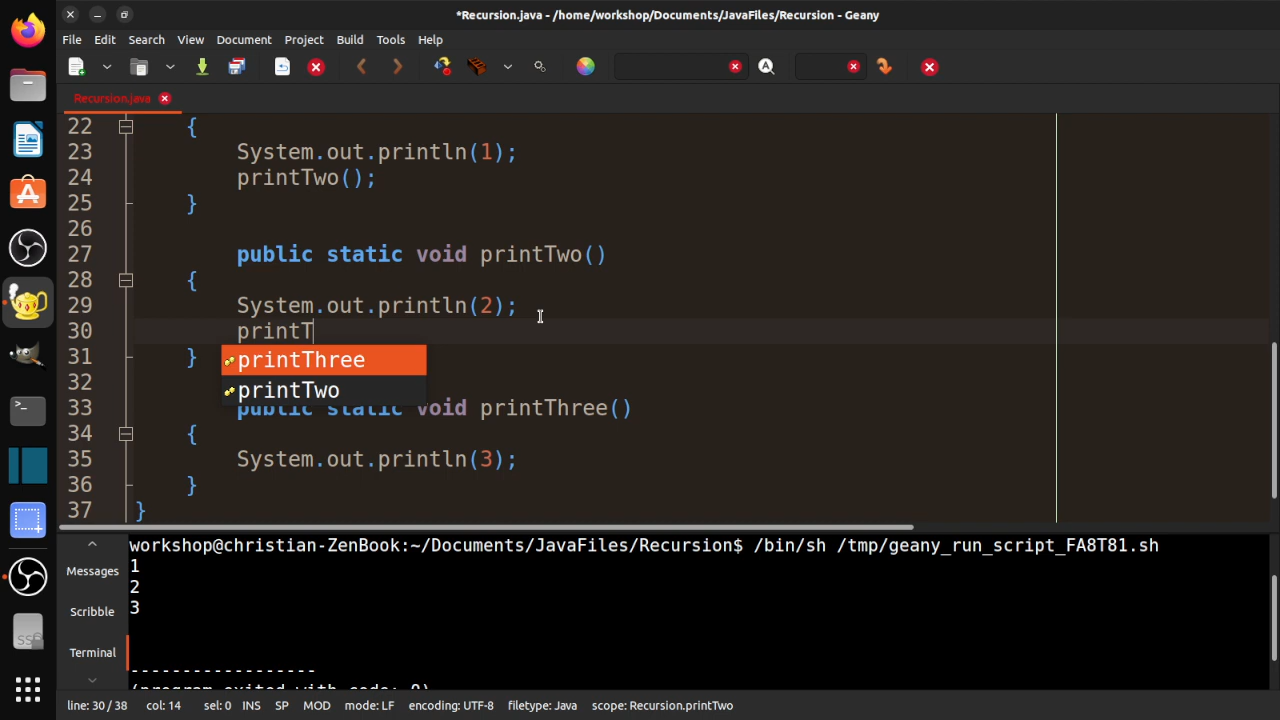 *Recursion.java - /home/workshop/Documents/JavaFiles/Recursion - Geany
File Edit Search View Document Project Build Tools Help
Recursion.java
22 {
23 System.out.println(1);
24 printTwo();
25 }
26
27 public static void printTwo()
28 {
29 System.out.println(2);
30 printT
31 }
printThree
printTwo
32
33 public static void printThree()
34 {
35 System.out.println(3);
36 }
37 }
Messages
Scribble
Terminal
workshop@christian-ZenBook:~/Documents/JavaFiles/Recursion$ /bin/sh /tmp/geany_run_script_FA8T81.sh
1
2
3
------------------
(program exited with code: 0)
line: 30 / 38 col: 14 sel: 0 INS SP MOD mode: LF encoding: UTF-8 filetype: Java scope: Recursion.printTwo